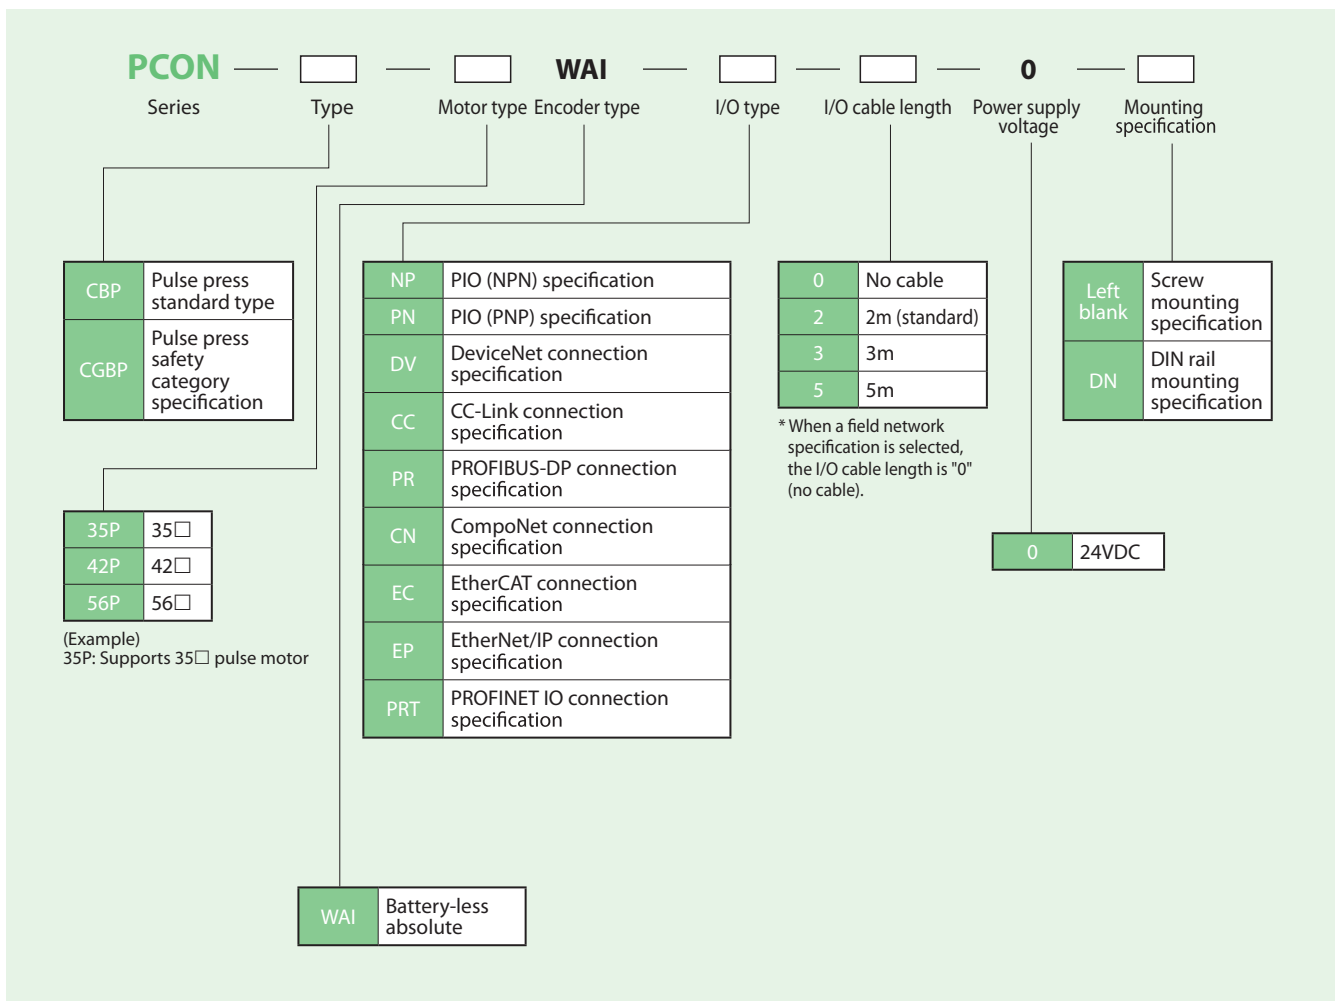 PCON — □ — □ WAI — □ — □ — 0 — □
Series Type Motor type Encoder type I/O type I/O cable length Power supply voltage Mounting specification
CBP Pulse press
standard type
CGBP Pulse press
safety
category
specification
35P 35□
42P 42□
56P 56□
(Example)
35P: Supports 35□ pulse motor
WAI Battery-less
absolute
NP PIO (NPN) specification
PN PIO (PNP) specification
DV DeviceNet connection
specification
CC CC-Link connection
specification
PR PROFIBUS-DP connection
specification
CN CompoNet connection
specification
EC EtherCAT connection
specification
EP EtherNet/IP connection
specification
PRT PROFINET IO connection
specification
0 No cable
2 2m (standard)
3 3m
5 5m
* When a field network
specification is selected,
the I/O cable length is "0"
(no cable).
0 24VDC
Left
blank
Screw
mounting
specification
DN DIN rail
mounting
specification